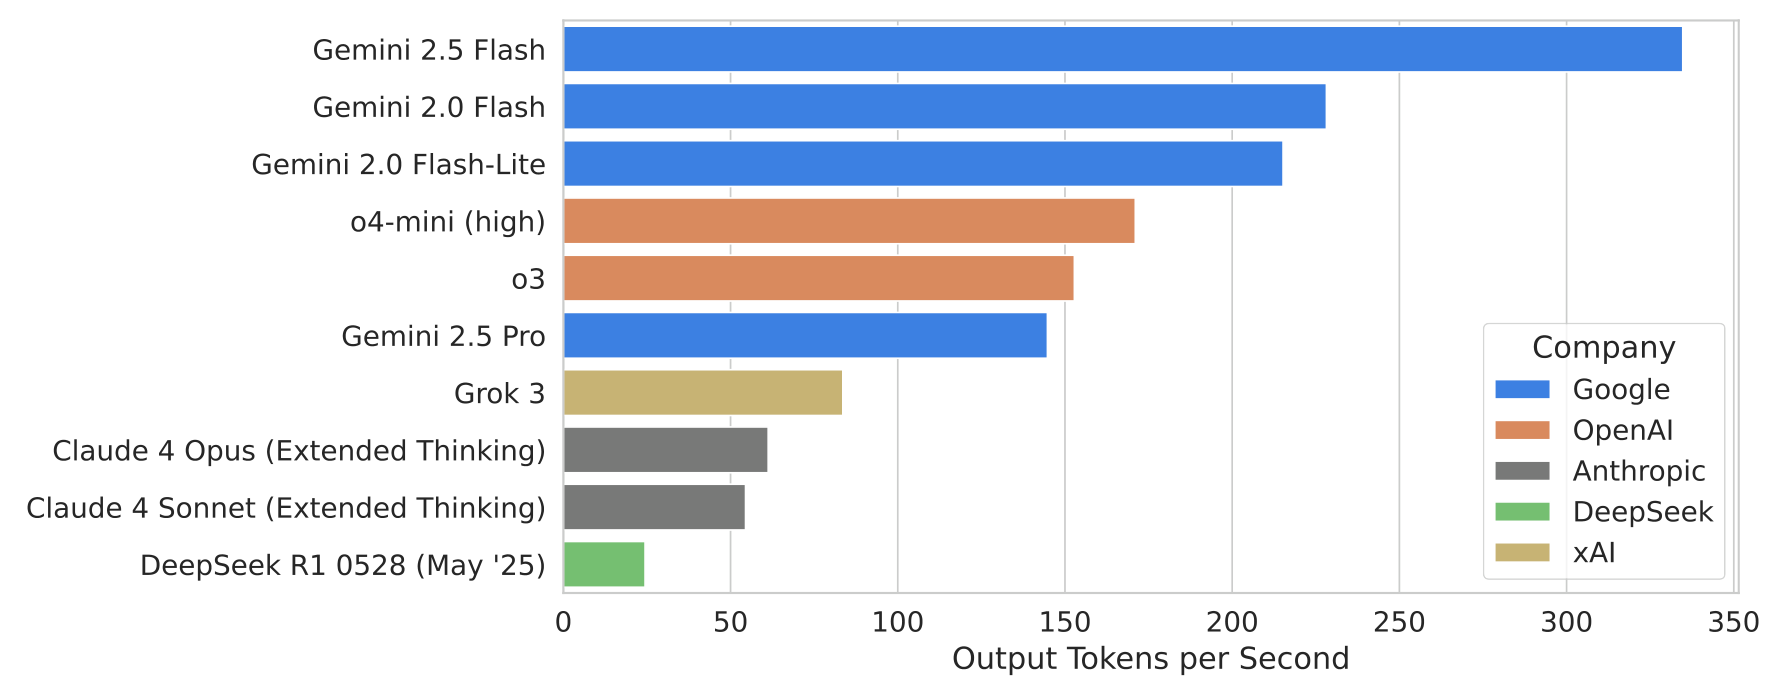 Gemini 2.5 Flash
Gemini 2.0 Flash
Gemini 2.0 Flash-Lite
o4-mini (high)
o3
Gemini 2.5 Pro
Grok 3
Claude 4 Opus (Extended Thinking)
Claude 4 Sonnet (Extended Thinking)
DeepSeek R1 0528 (May '25)
Company
Google
OpenAI
Anthropic
DeepSeek
xAI
0 50 100 150 200 250 300 350
Output Tokens per Second